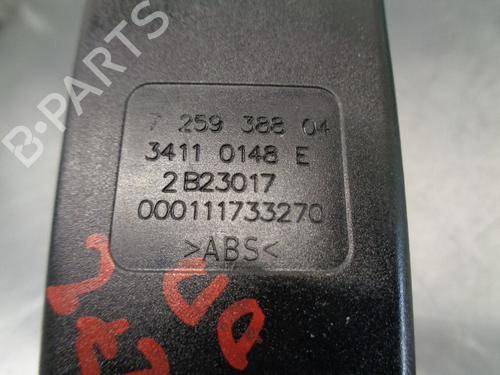 B-PARTS
7 259 388 04
3411 0148 E
2B23017
000111733270
>ABS<